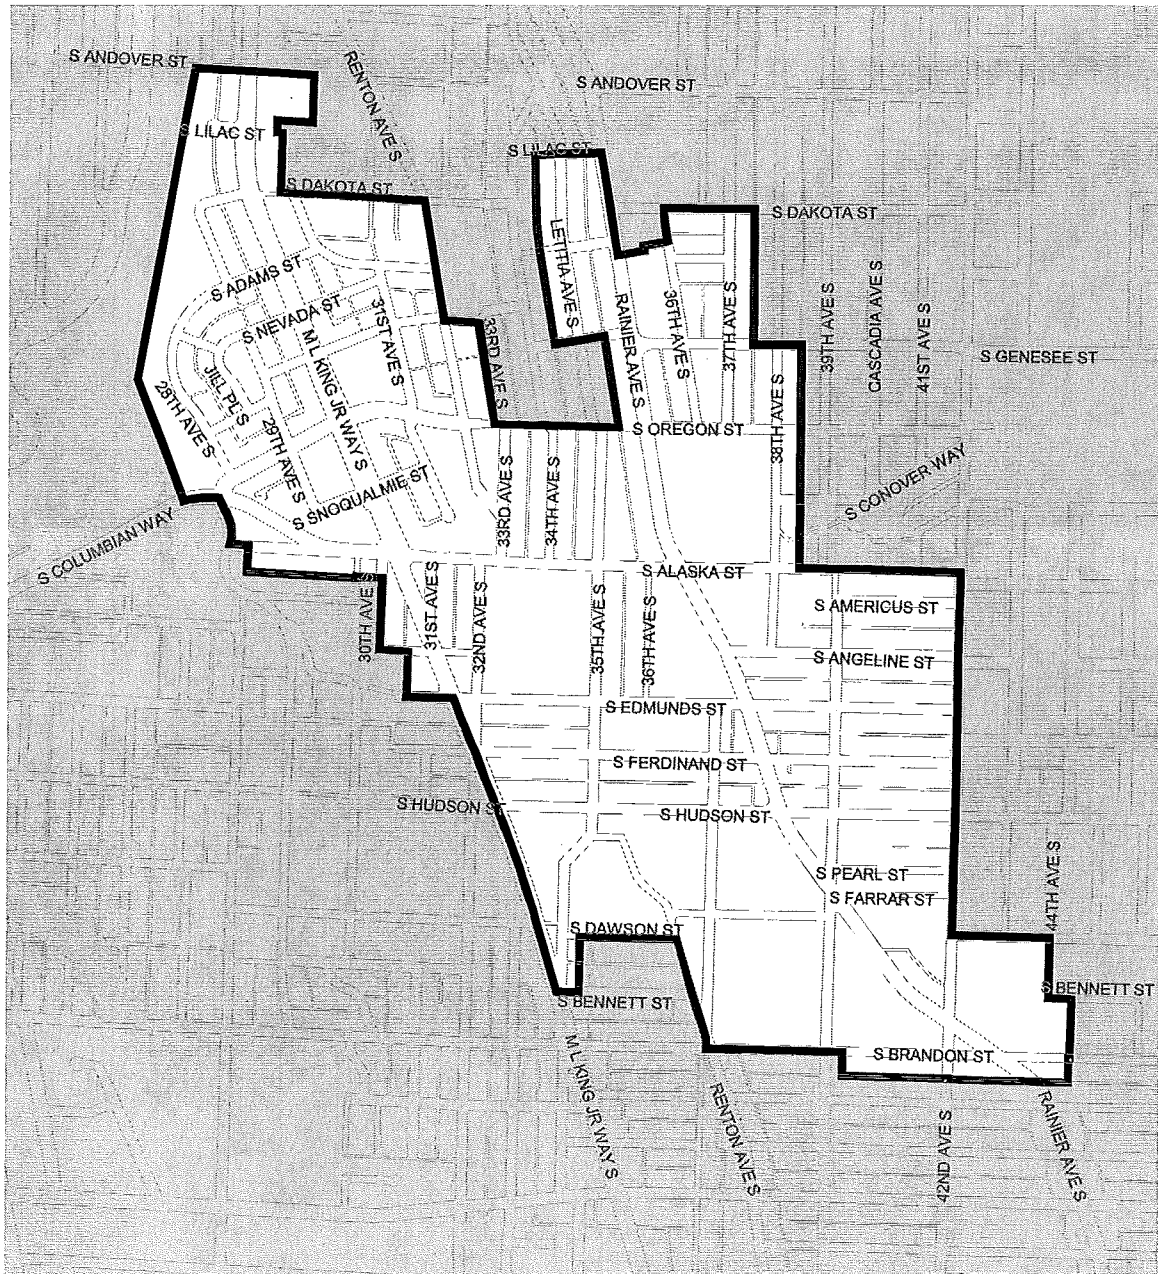 S ANDOVER ST
RENTON AVE S
S ANDOVER ST
S LILAC ST
S LILAC ST
S DAKOTA ST
S DAKOTA ST
LETITIA AVE S
S ADAMS ST
S NEVADA ST
31ST AVE S
M L KING JR WAY S
33RD AVE S
RAINIER AVE S
36TH AVE S
37TH AVE S
39TH AVE S
CASCADIA AVE S
41ST AVE S
S GENESEE ST
JILL PL S
28TH AVE S
29TH AVE S
38TH AVE S
S OREGON ST
S SNOQUALMIE ST
33RD AVE S
34TH AVE S
S CONOVER WAY
S COLUMBIAN WAY
S ALASKA ST
30TH AVE S
31ST AVE S
32ND AVE S
35TH AVE S
36TH AVE S
S AMERICUS ST
S ANGELINE ST
S EDMUNDS ST
S FERDINAND ST
S HUDSON ST
S HUDSON ST
S PEARL ST
44TH AVE S
S FARRAR ST
S DAWSON ST
S BENNETT ST
S BENNETT ST
S BRANDON ST
M L KING JR WAY S
RENTON AVE S
42ND AVE S
RAINIER AVE S